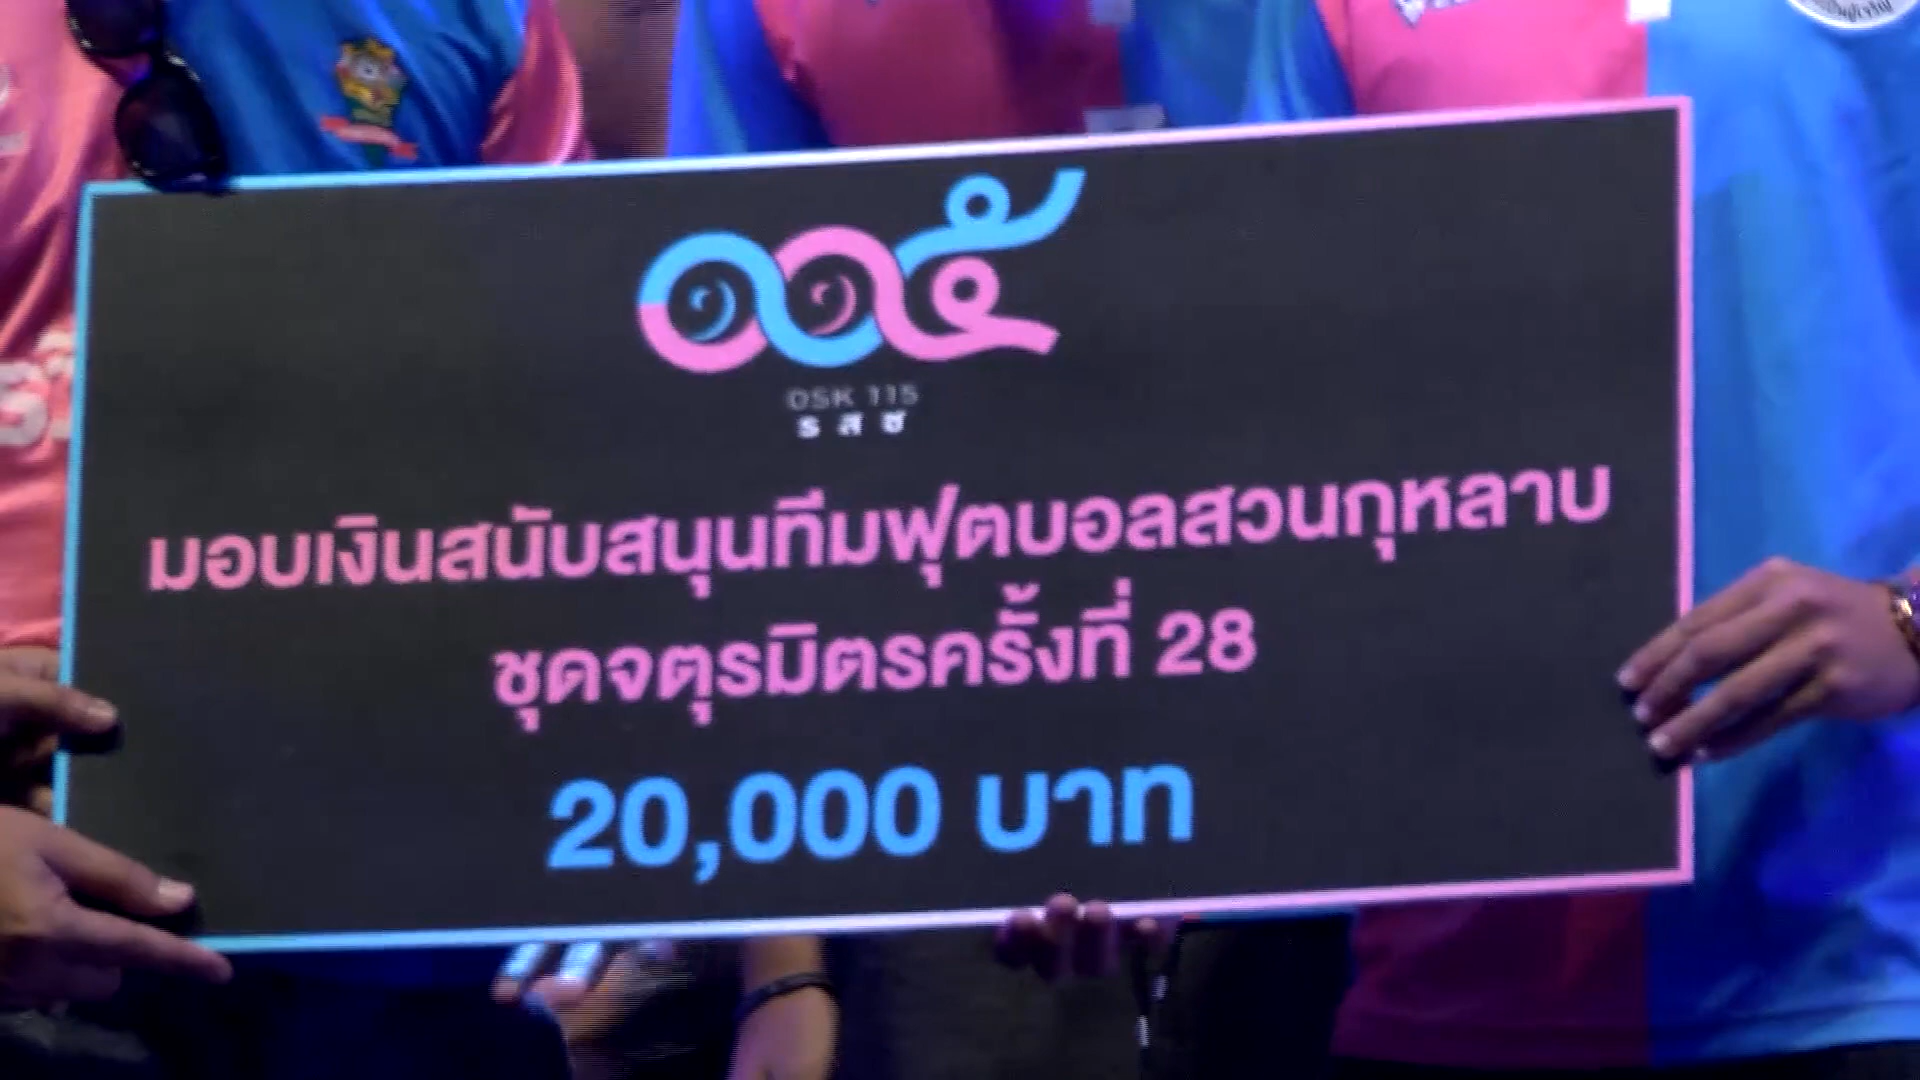 ๑๑๕
OSK 115
ร ส ฮ
มอบเงินสนับสนุนทีมฟุตบอลสวนกุหลาบ
ชุดจตุรมิตรครั้งที่ 28
20,000 บาท